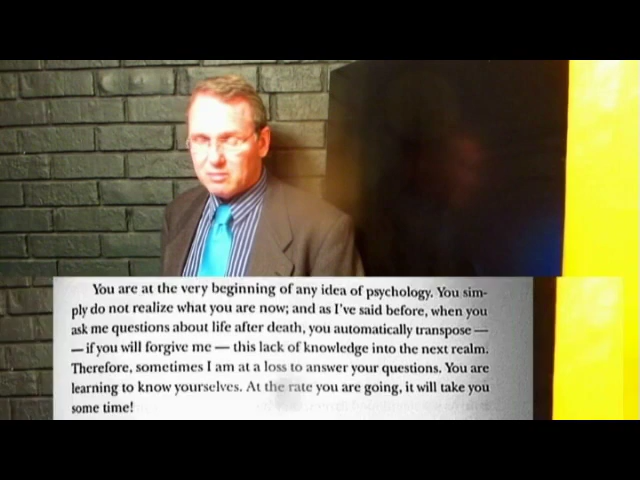 You are at the very beginning of any idea of psychology. You sim-
ply do not realize what you are now; and as I've said before, when you
ask me questions about life after death, you automatically transpose —
— if you will forgive me — this lack of knowledge into the next realm.
Therefore, sometimes I am at a loss to answer your questions. You are
learning to know yourselves. At the rate you are going, it will take you
some time!